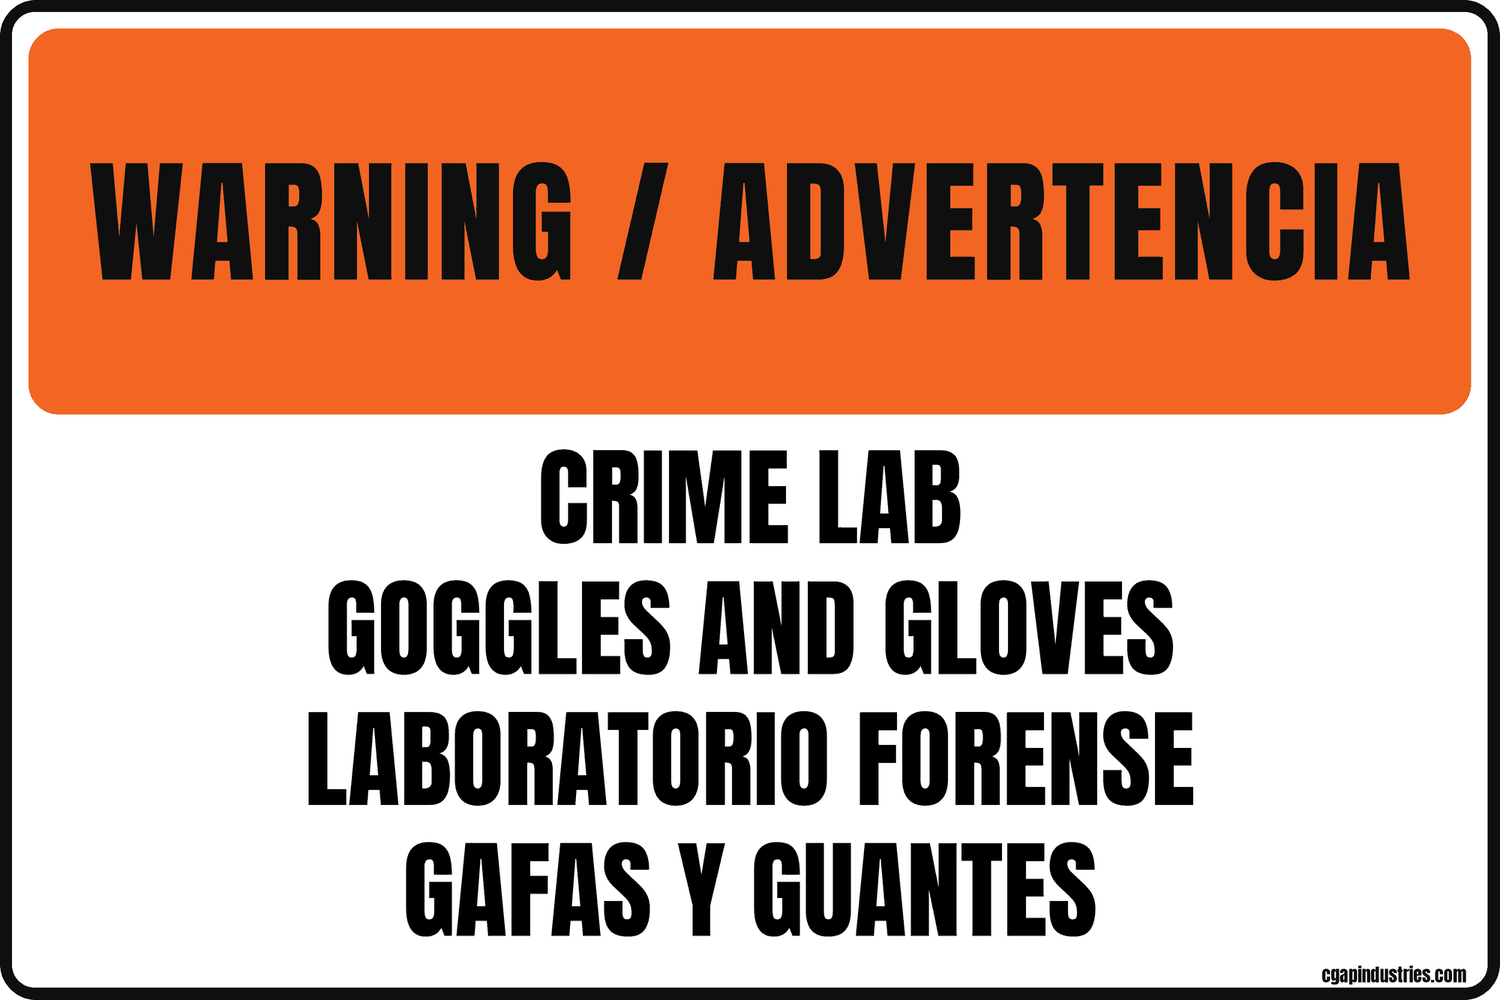 WARNING / ADVERTENCIA
CRIME LAB
GOGGLES AND GLOVES
LABORATORIO FORENSE
GAFAS Y GUANTES
cgapindustries.com